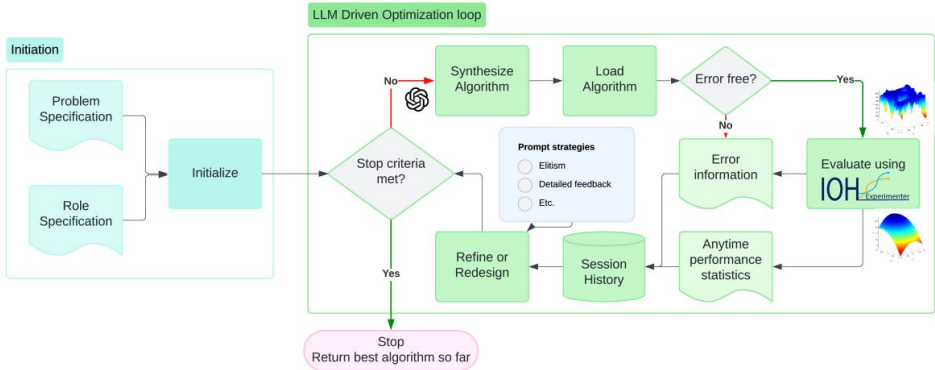 LLM Driven Optimization loop
Initiation
Problem
Specification
Role
Specification
Initialize
Stop criteria
met?
No
Synthesize
Algorithm
Load
Algorithm
Error free?
Yes
No
Prompt strategies
Elitism
Detailed feedback
Etc.
Error
information
Evaluate using
IOH
Experimenter
Refine or
Redesign
Session
History
Anytime
performance
statistics
Yes
Stop
Return best algorithm so far